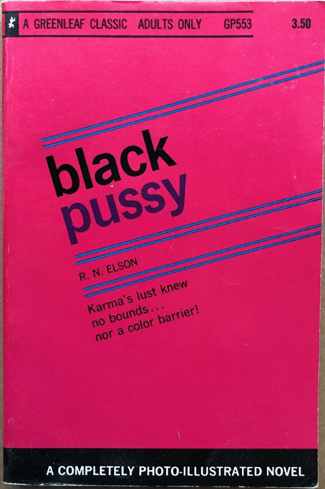 A GREENLEAF CLASSIC ADULTS ONLY GP553 3.50
black
pussy
R. N. ELSON
Karma's lust knew
no bounds...
nor a color barrier!
A COMPLETELY PHOTO-ILLUSTRATED NOVEL